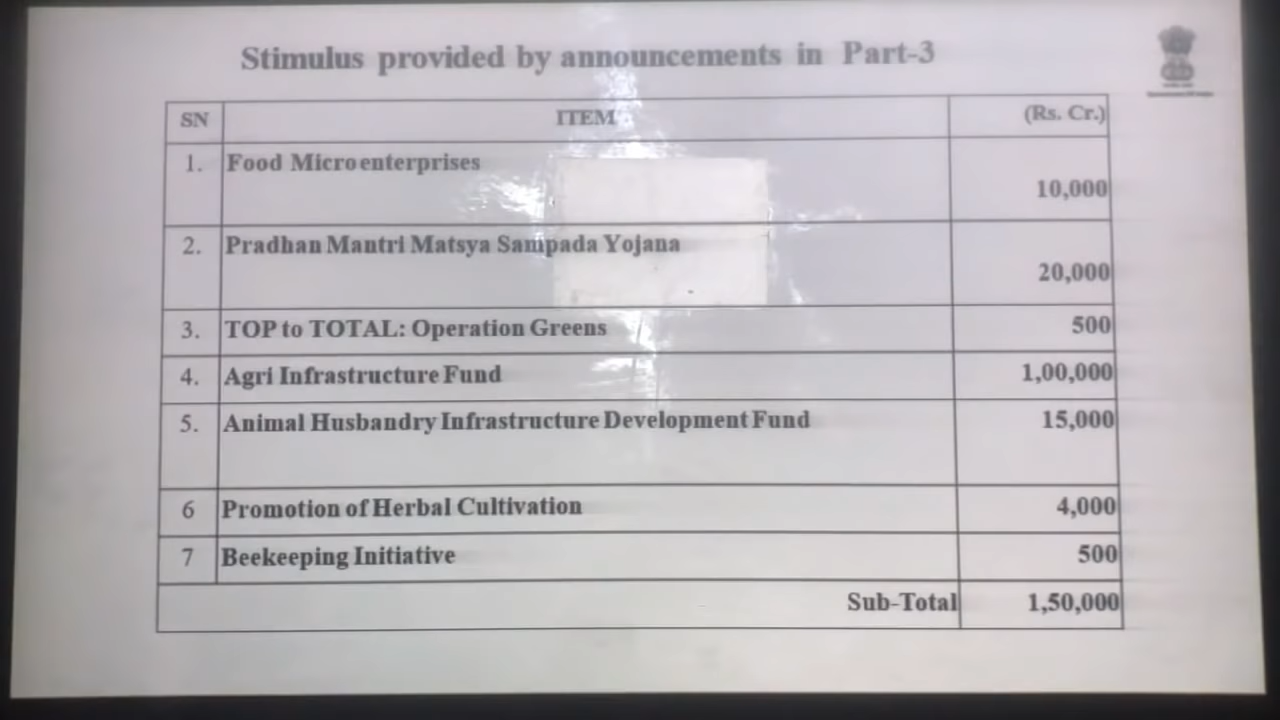 Stimulus provided by announcements in Part-3
SN ITEM (Rs. Cr.)
1. Food Microenterprises 10,000
2. Pradhan Mantri Matsya Sampada Yojana 20,000
3. TOP to TOTAL: Operation Greens 500
4. Agri Infrastructure Fund 1,00,000
5. Animal Husbandry Infrastructure Development Fund 15,000
6 Promotion of Herbal Cultivation 4,000
7 Beekeeping Initiative 500
Sub-Total 1,50,000